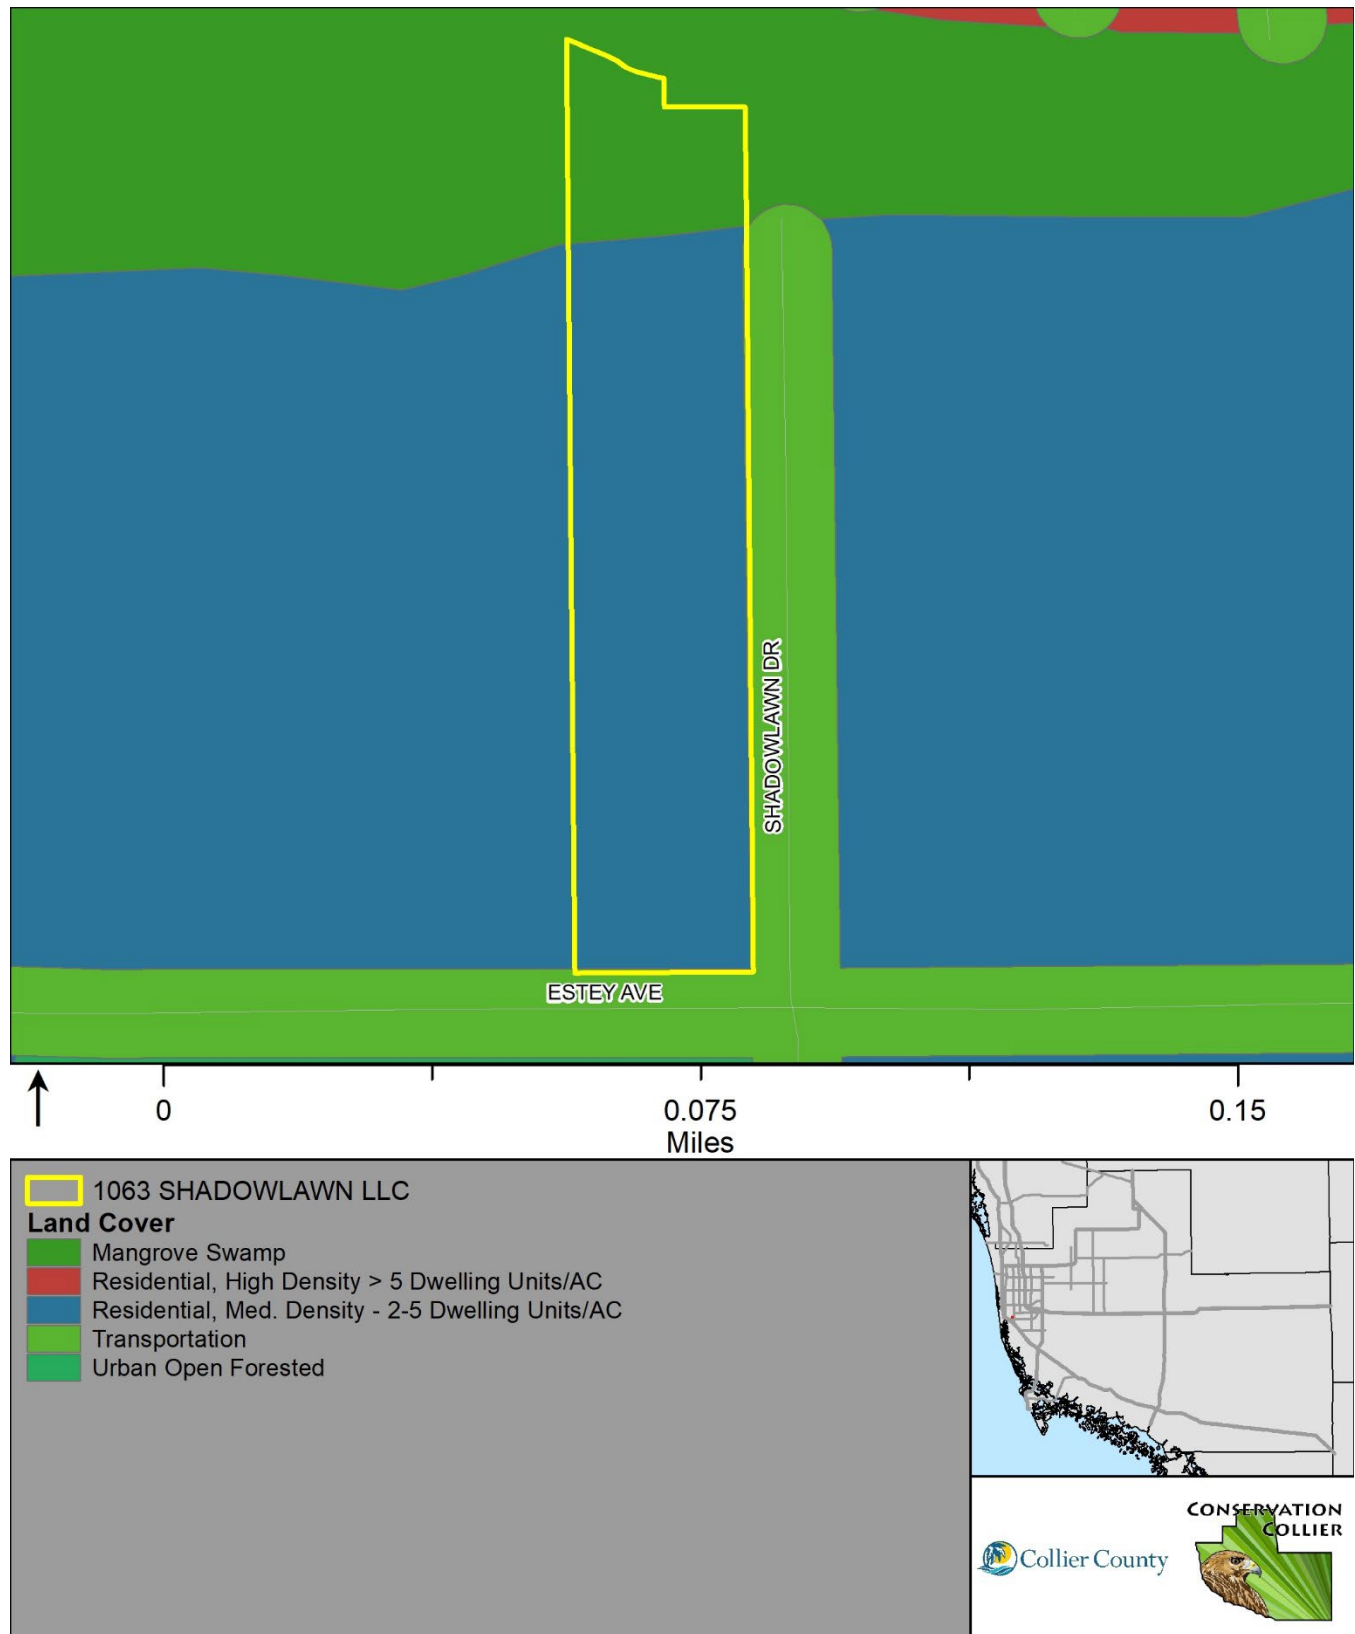 SHADOWLAWN DR
ESTEY AVE
0
0.075
0.15
Miles
1063 SHADOWLAWN LLC
Land Cover
Mangrove Swamp
Residential, High Density > 5 Dwelling Units/AC
Residential, Med. Density - 2-5 Dwelling Units/AC
Transportation
Urban Open Forested
CONSERVATION
COLLIER
Collier County